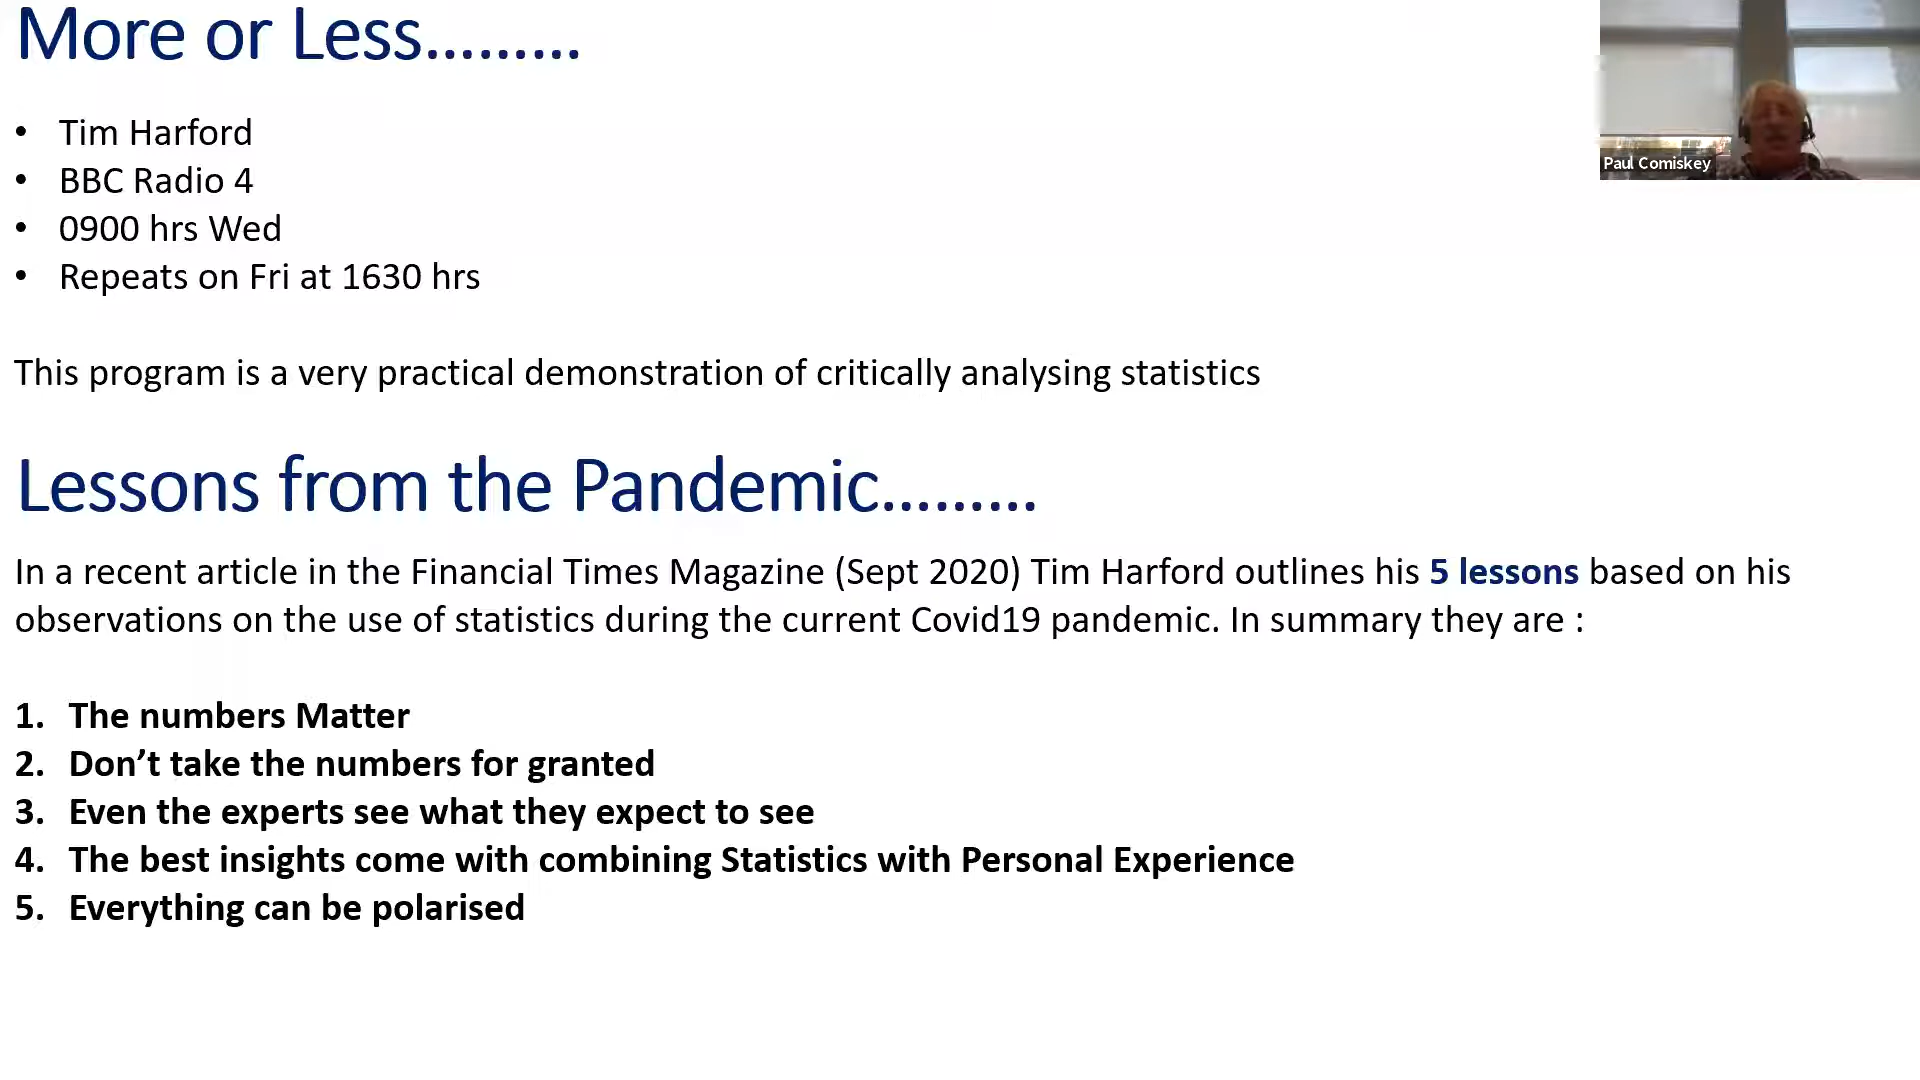 More or Less.........
Paul Comiskey
• Tim Harford
• BBC Radio 4
• 0900 hrs Wed
• Repeats on Fri at 1630 hrs
This program is a very practical demonstration of critically analysing statistics
Lessons from the Pandemic.........
In a recent article in the Financial Times Magazine (Sept 2020) Tim Harford outlines his 5 lessons based on his
observations on the use of statistics during the current Covid19 pandemic. In summary they are :
1. The numbers Matter
2. Don’t take the numbers for granted
3. Even the experts see what they expect to see
4. The best insights come with combining Statistics with Personal Experience
5. Everything can be polarised